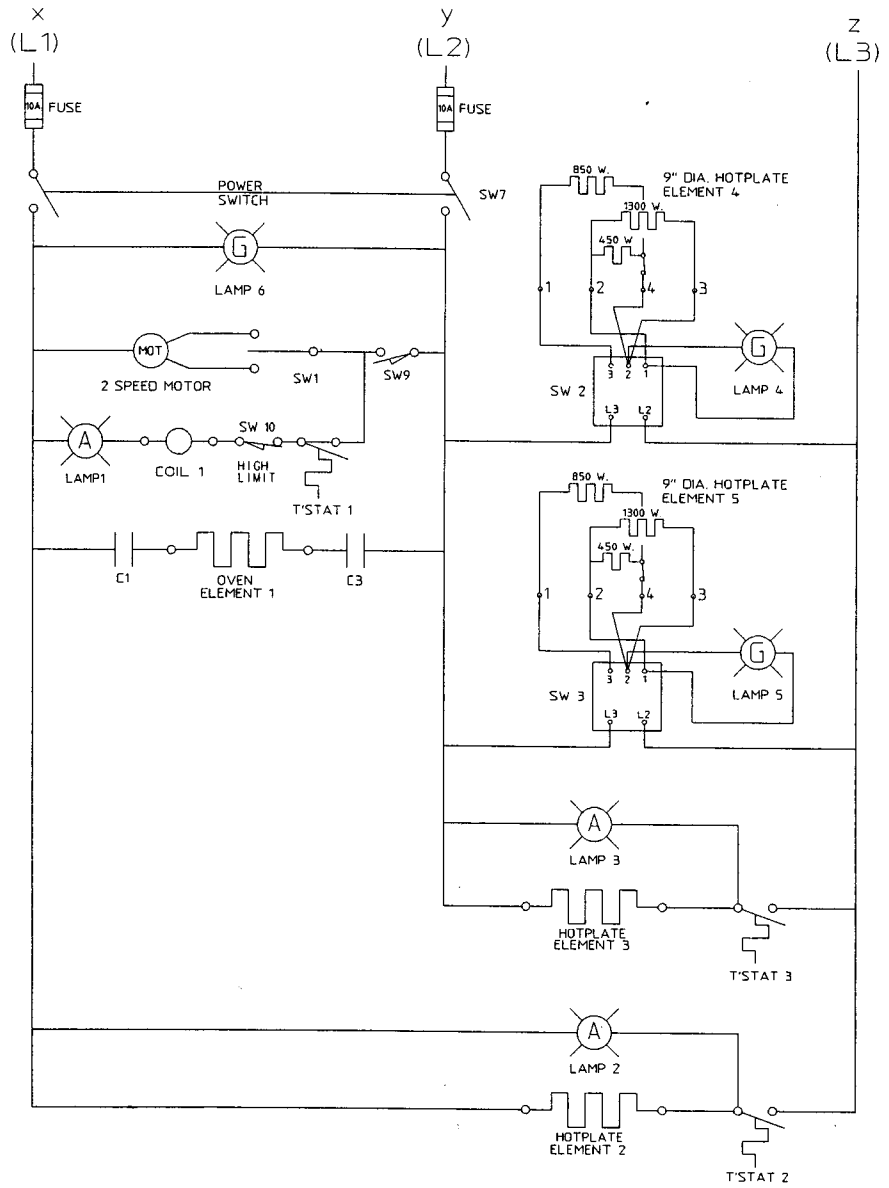 x
(L1)
y
(L2)
z
(L3)
10A FUSE
10A FUSE
POWER
SWITCH
SW7
G
LAMP 6
MOT
2 SPEED MOTOR
SW1
SW9
A
LAMP1
COIL 1
SW 10
HIGH
LIMIT
T'STAT 1
C1
OVEN
ELEMENT 1
C3
850 W.
9" DIA. HOTPLATE
ELEMENT 4
1300 W.
450 W
1
2
4
3
3 2 1
SW 2
L3 L2
G
LAMP 4
850 W.
9" DIA. HOTPLATE
ELEMENT 5
1300 W.
450 W.
1
2
4
3
3 2 1
SW 3
L3 L2
G
LAMP 5
A
LAMP 3
HOTPLATE
ELEMENT 3
T'STAT 3
A
LAMP 2
HOTPLATE
ELEMENT 2
T'STAT 2